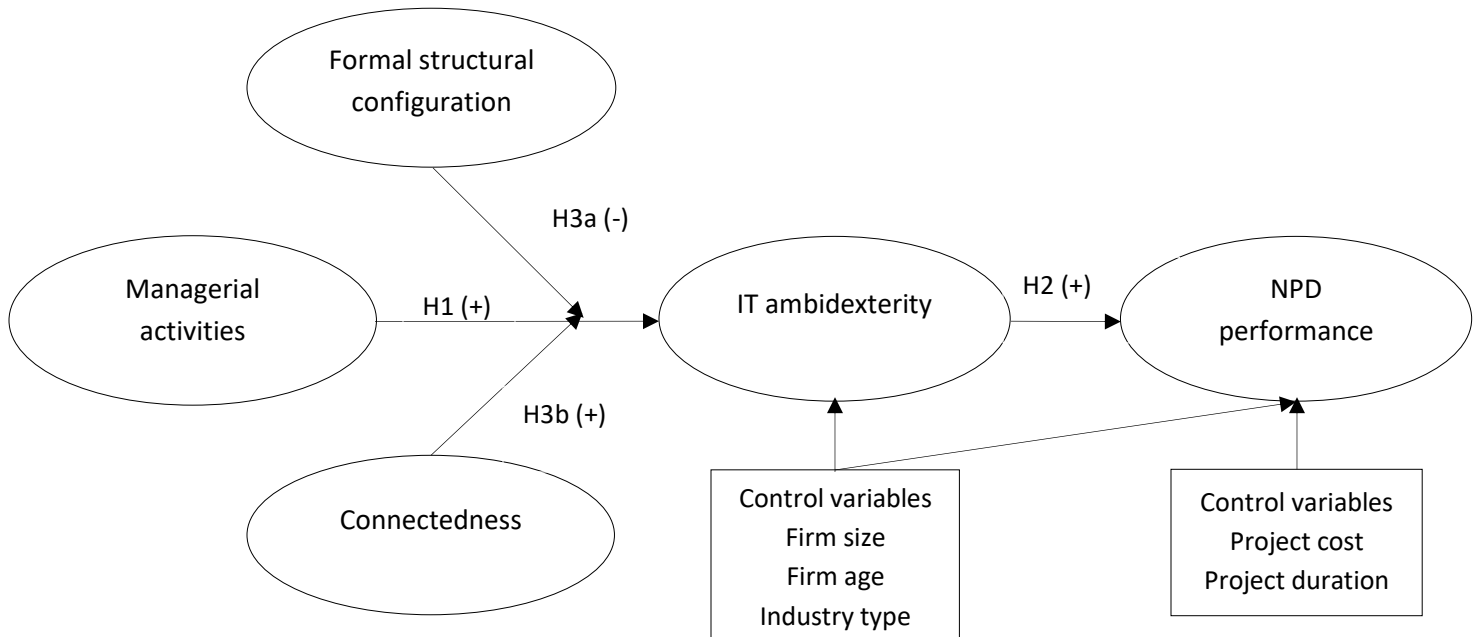 Formal structural
configuration
H3a (-)
Managerial
activities
H1 (+)
IT ambidexterity
H2 (+)
NPD
performance
H3b (+)
Connectedness
Control variables
Firm size
Firm age
Industry type
Control variables
Project cost
Project duration